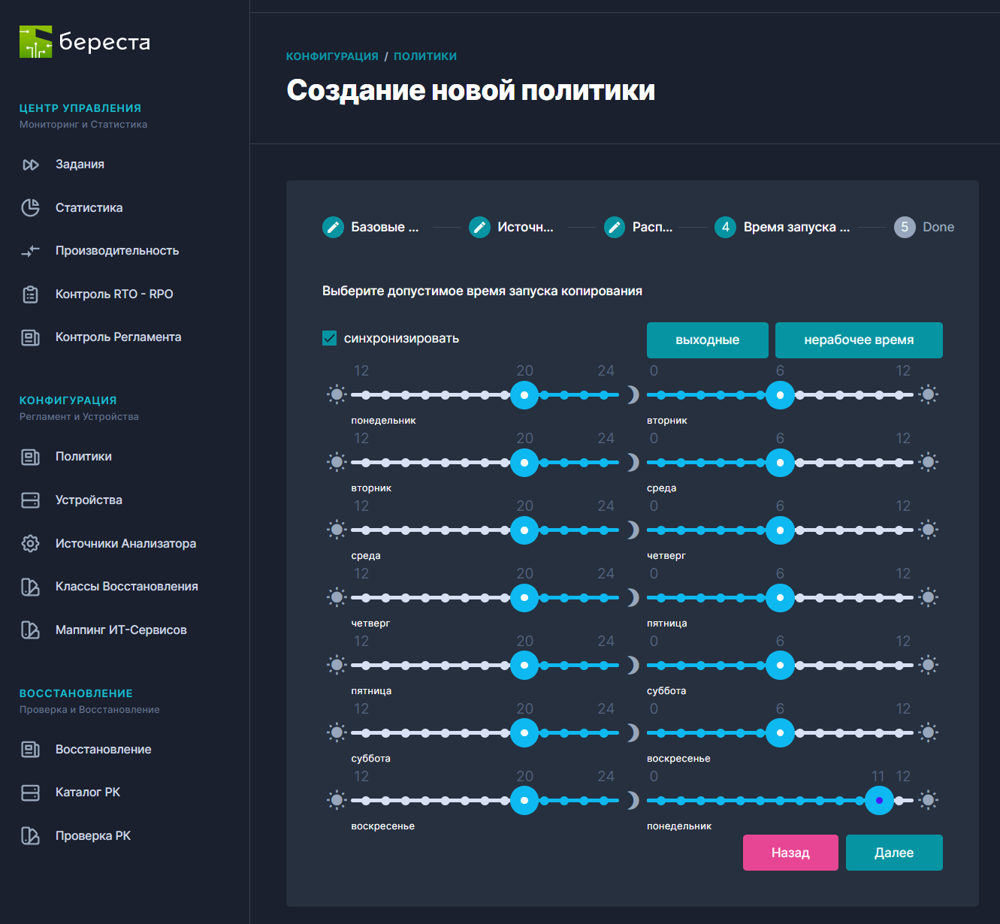 береста
ЦЕНТР УПРАВЛЕНИЯ
Мониторинг и Статистика
Задания
Статистика
Производительность
Контроль RTO - RPO
Контроль Регламента
КОНФИГУРАЦИЯ
Регламент и Устройства
Политики
Устройства
Источники Анализатора
Классы Восстановления
Маппинг ИТ-Сервисов
ВОССТАНОВЛЕНИЕ
Проверка и Восстановление
Восстановление
Каталог РК
Проверка РК
КОНФИГУРАЦИЯ / ПОЛИТИКИ
Создание новой политики
Базовые ... Источн... Расп... 4 Время запуска ... 5 Done
Выберите допустимое время запуска копирования
синхронизировать выходные нерабочее время
12 20 24 0 6 12
понедельник вторник
12 20 24 0 6 12
вторник среда
12 20 24 0 6 12
среда четверг
12 20 24 0 6 12
четверг пятница
12 20 24 0 6 12
пятница суббота
12 20 24 0 6 12
суббота воскресенье
12 20 24 0 11 12
воскресенье понедельник
Назад Далее